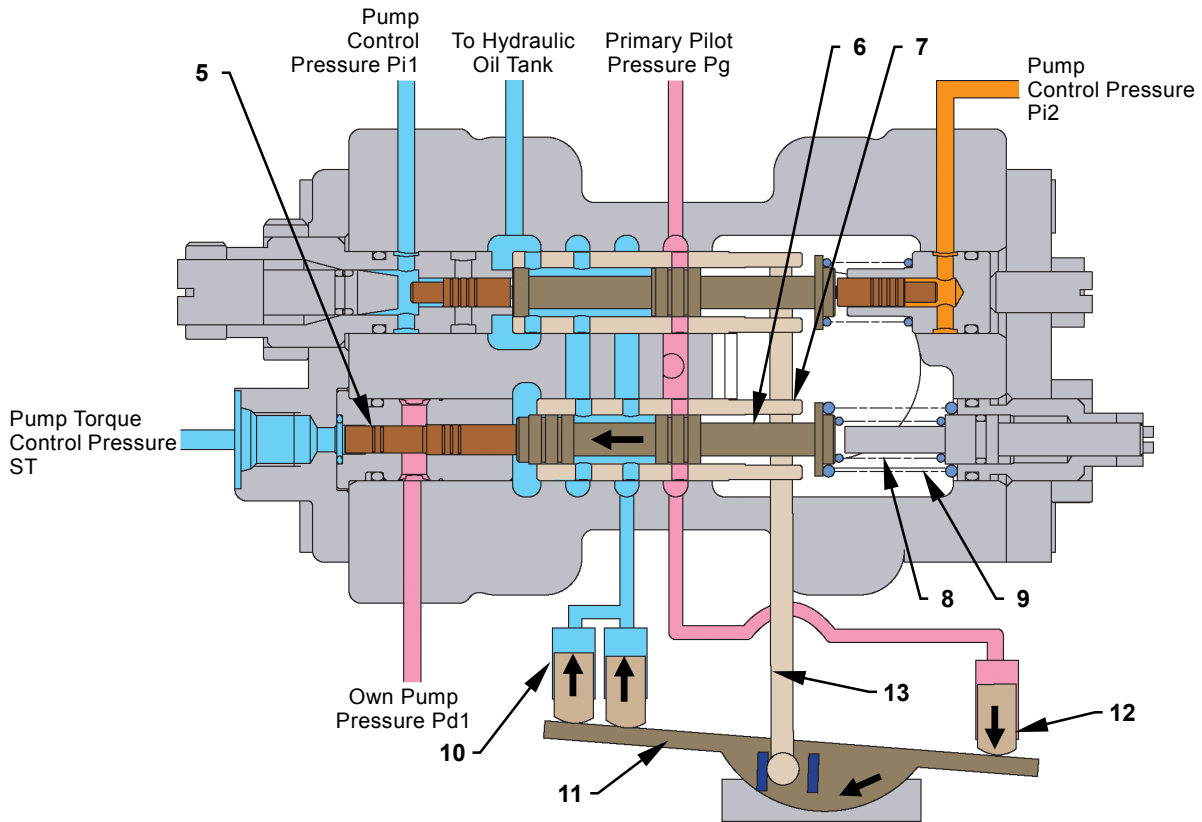 Pump
Control
Pressure Pi1
To Hydraulic
Oil Tank
Primary Pilot
Pressure Pg
6
7
5
Pump
Control Pressure
Pi2
Pump Torque
Control Pressure
ST
8
9
Own Pump
Pressure Pd1
13
12
10
11